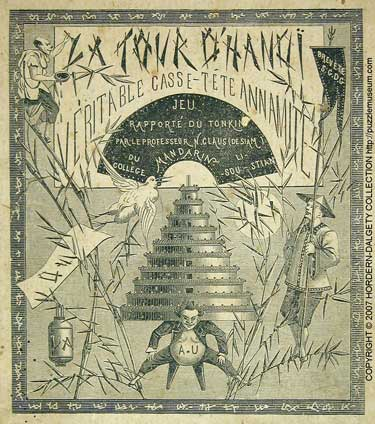 LA TOUR D'HANOÏ
VÉRITABLE CASSE-TÊTE ANNAMITE
BREVETÉ
S.G.D.G.
JEU
RAPPORTÉ DU TONKIN
PAR LE PROFESSEUR N. CLAUS (DE SIAM)
MANDARIN
DU
COLLÈGE
LI-
SOU-STIAN
A-U
COPYRIGHT © 2007 HORDERN-DALGETY COLLECTION http://puzzlemuseum.com